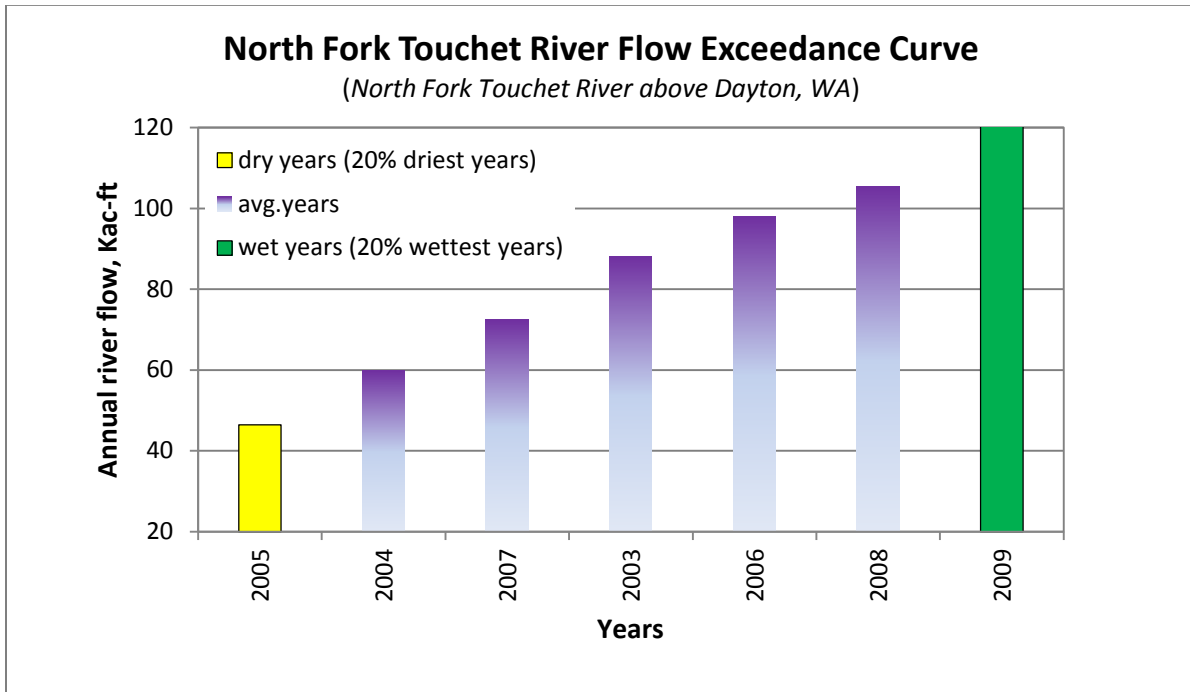 North Fork Touchet River Flow Exceedance Curve
(North Fork Touchet River above Dayton, WA)
Annual river flow, Kac-ft
120
100
80
60
40
20
dry years (20% driest years)
avg.years
wet years (20% wettest years)
2005
2004
2007
2003
2006
2008
2009
Years